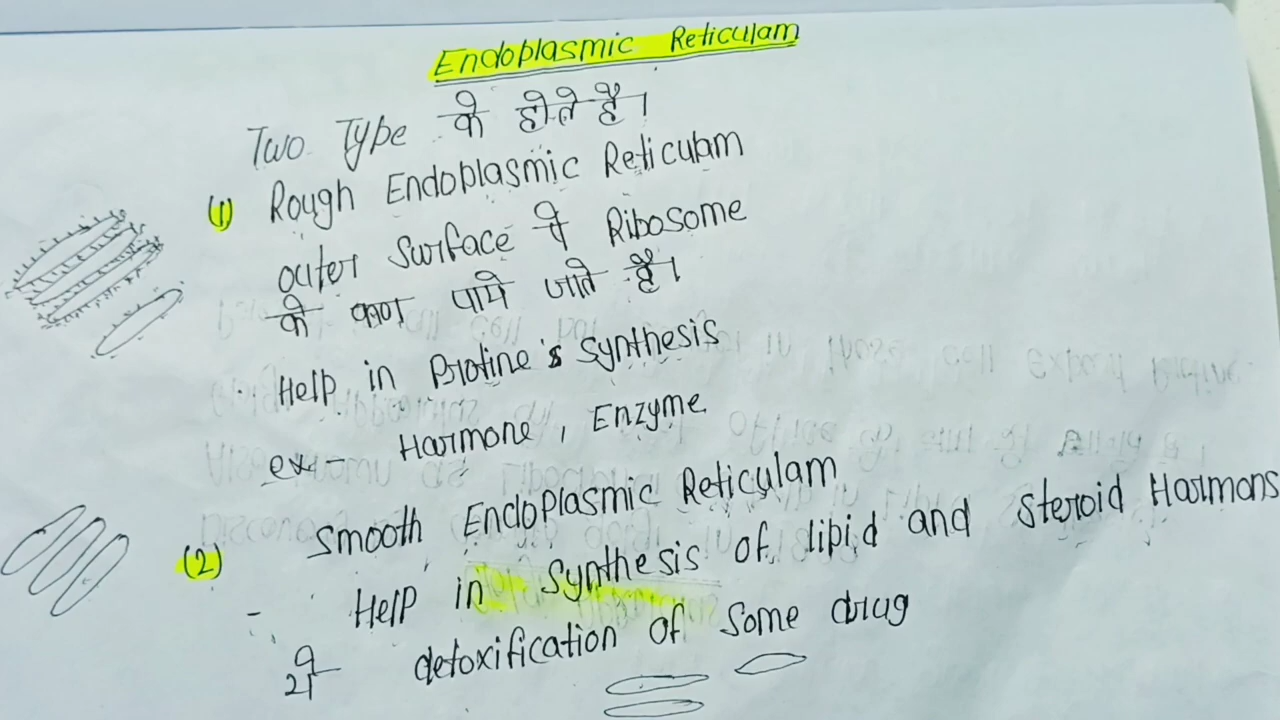 Endoplasmic Reticulam
Two Type के होते है।
(1) Rough Endoplasmic Reticulam
outer surface पे Ribosome
के कण पाये जाते है।
. Help in Protine's synthesis
ex:- Harmone, Enzyme
(2) smooth EndoPlasmic Reticulam
- Help in synthesis of lipid and steroid Harmons
ये detoxification of some drug